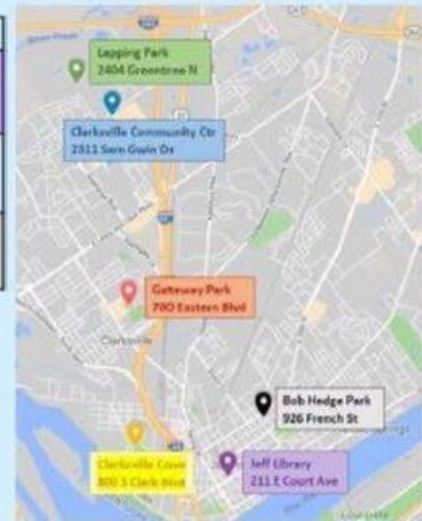 Lapping Park
2404 Greentree N
Clarksville Community Ctr
2311 Sam Gwin Dr
Gateway Park
700 Eastern Blvd
Clarksville
Bob Hedge Park
926 French St
Clarksville Cove
800 S Clark Blvd
Jeff Library
211 E Court Ave